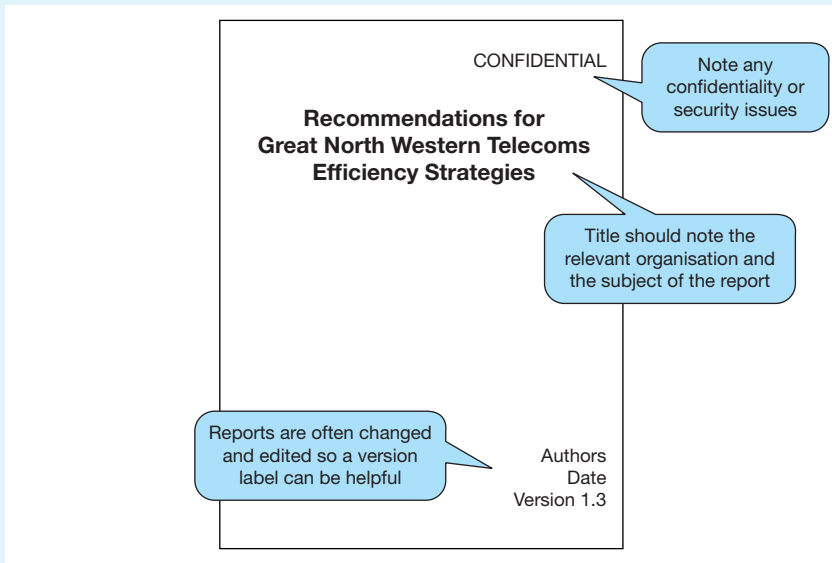 CONFIDENTIAL
Note any
confidentiality or
security issues
Recommendations for
Great North Western Telecoms
Efficiency Strategies
Title should note the
relevant organisation and
the subject of the report
Reports are often changed
and edited so a version
label can be helpful
Authors
Date
Version 1.3